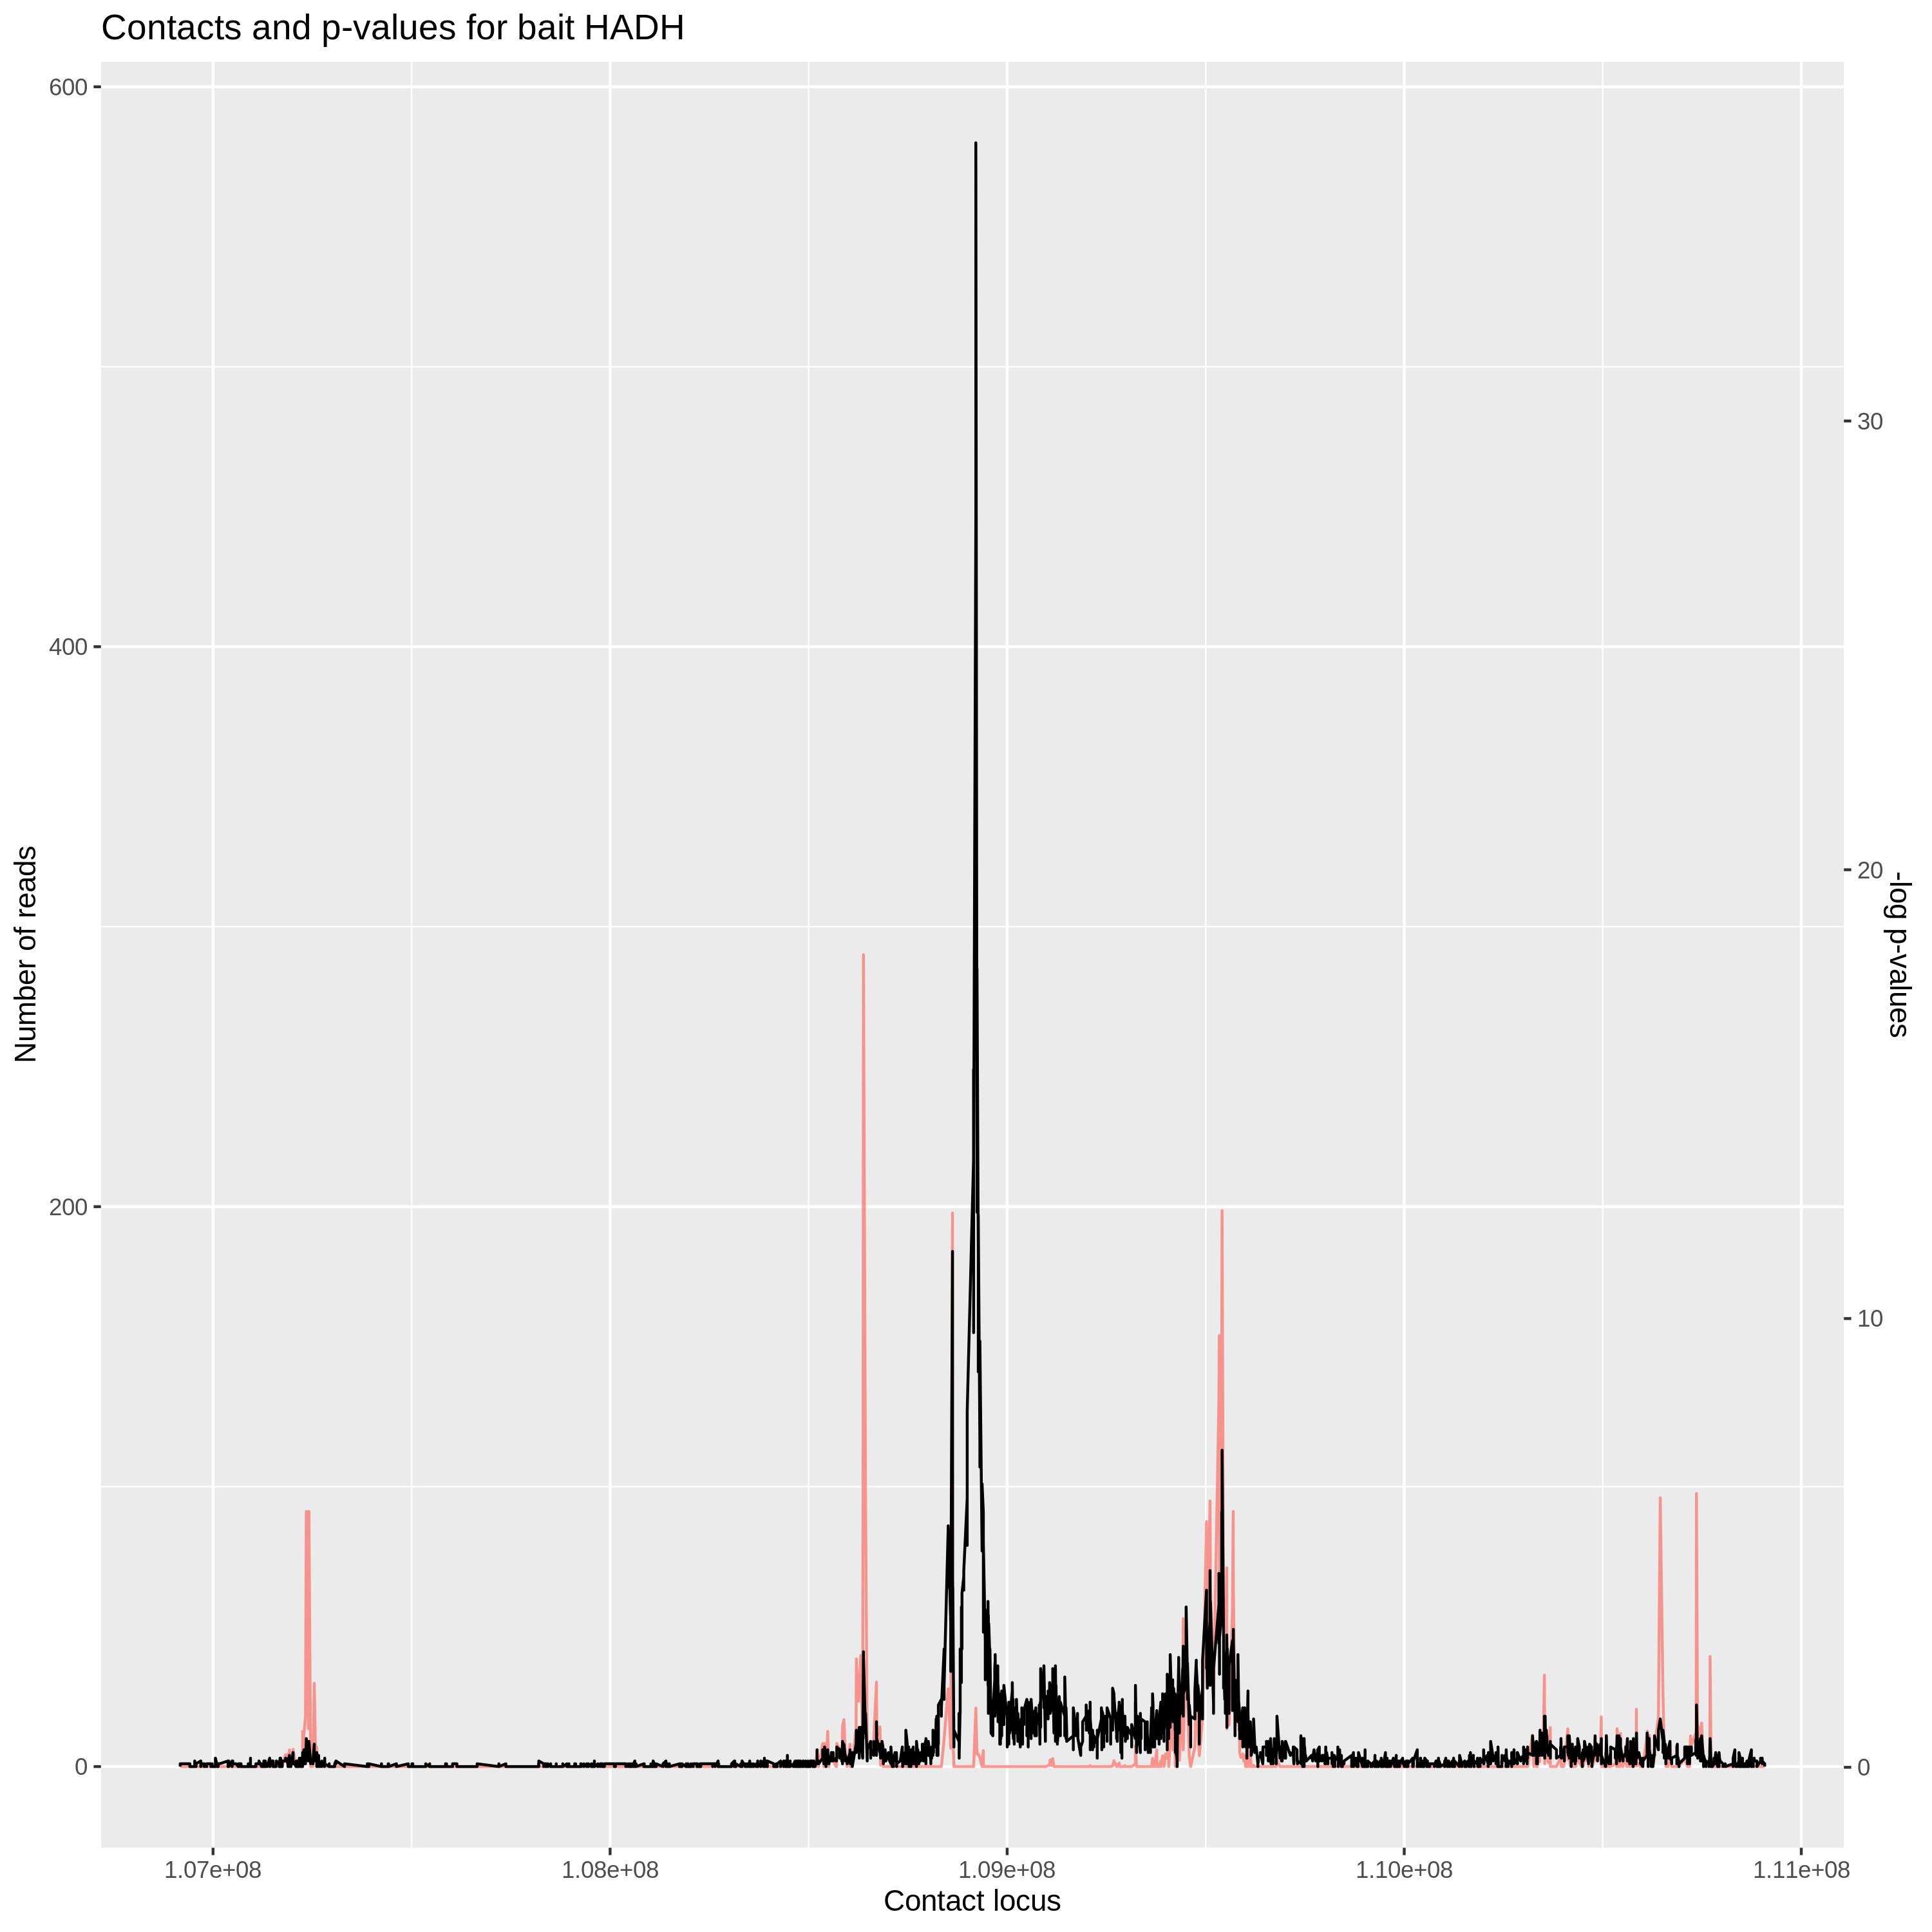 Contacts and p-values for bait HADH
600
400
200
0
Number of reads
30
20
10
0
-log p-values
1.07e+08
1.08e+08
1.09e+08
1.10e+08
1.11e+08
Contact locus